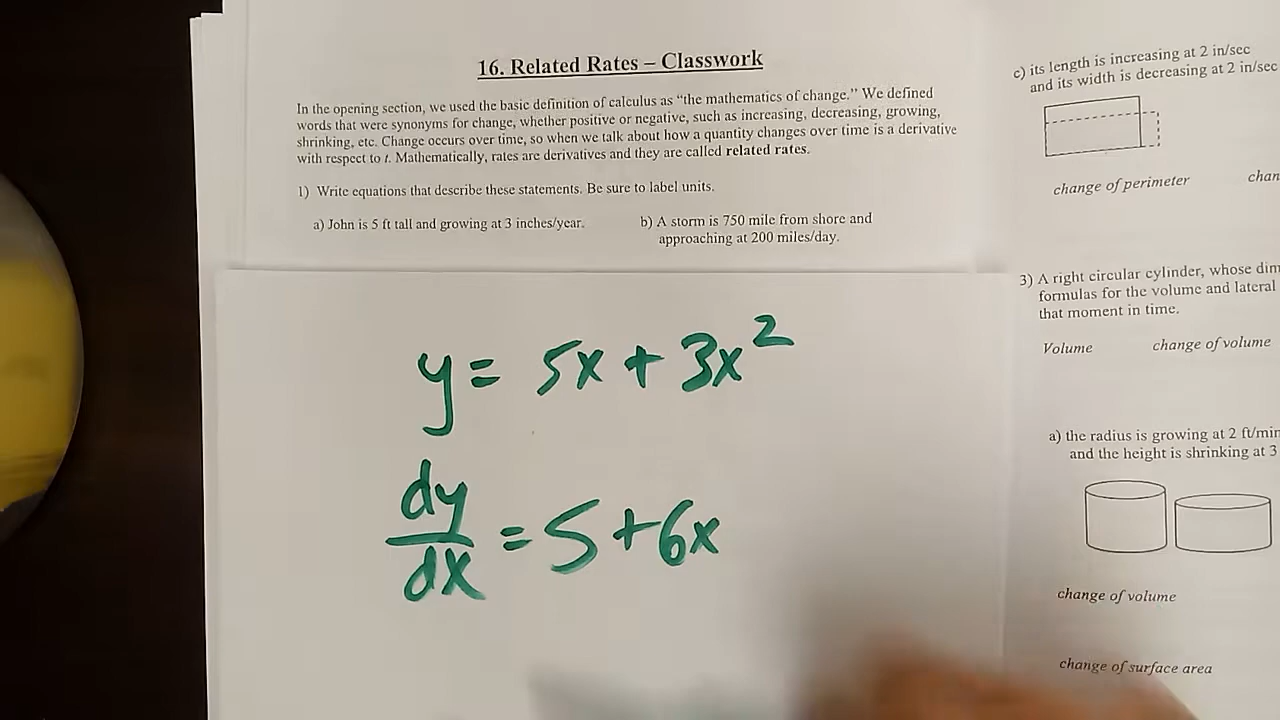 16. Related Rates – Classwork
In the opening section, we used the basic definition of calculus as “the mathematics of change.” We defined
words that were synonyms for change, whether positive or negative, such as increasing, decreasing, growing,
shrinking, etc. Change occurs over time, so when we talk about how a quantity changes over time is a derivative
with respect to t. Mathematically, rates are derivatives and they are called related rates.
1) Write equations that describe these statements. Be sure to label units.
a) John is 5 ft tall and growing at 3 inches/year.
b) A storm is 750 mile from shore and
approaching at 200 miles/day.
y = 5x + 3x²
dy/dx = 5 + 6x
c) its length is increasing at 2 in/sec
and its width is decreasing at 2 in/sec
change of perimeter
3) A right circular cylinder, whose
formulas for the volume and lateral
that moment in time.
Volume
change of volume
a) the radius is growing at 2 ft/min
and the height is shrinking at 3
change of volume
change of surface area